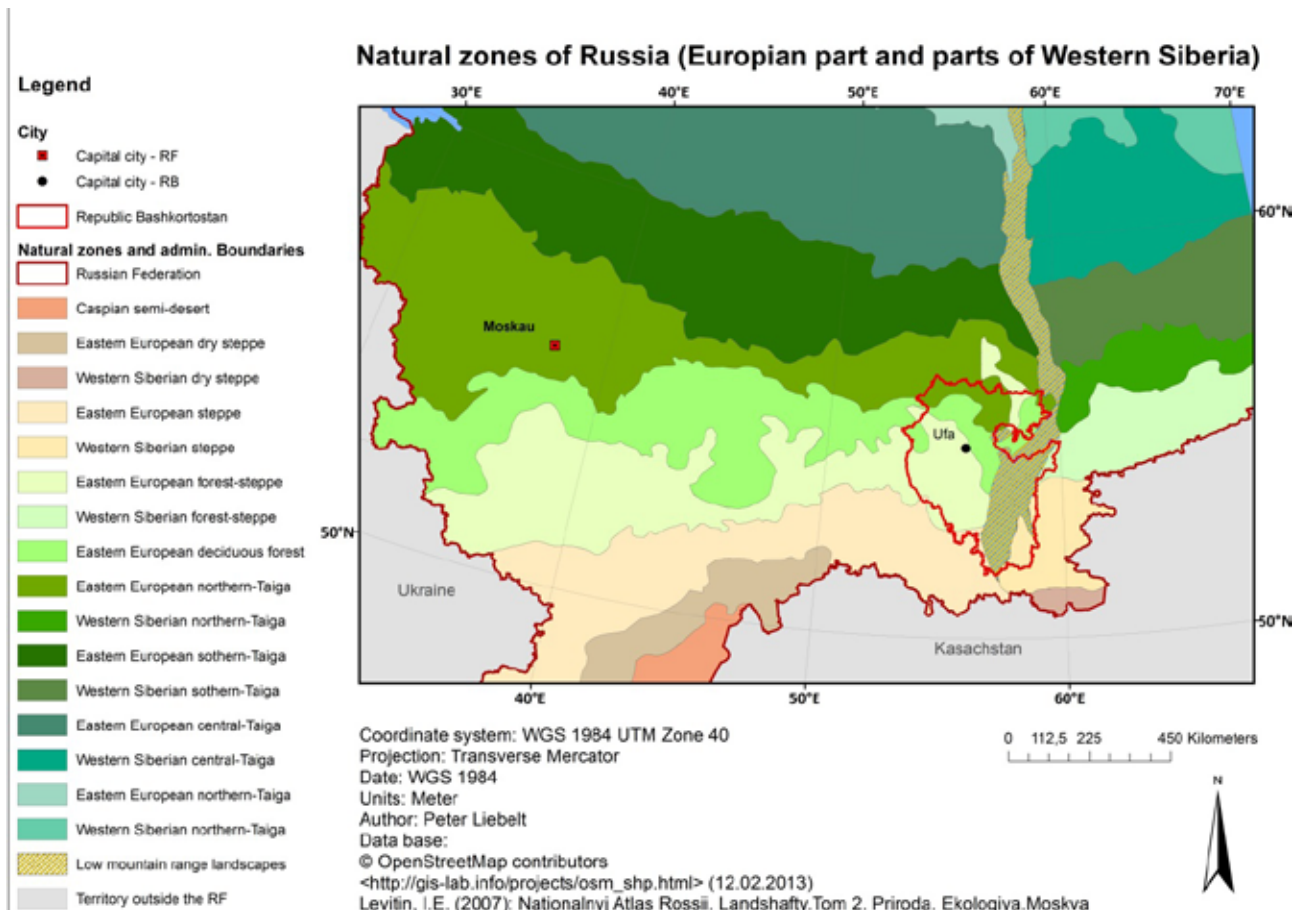 Natural zones of Russia (Europian part and parts of Western Siberia)
Legend
City
Capital city - RF
Capital city - RB
Republic Bashkortostan
Natural zones and admin. Boundaries
Russian Federation
Caspian semi-desert
Eastern European dry steppe
Western Siberian dry steppe
Eastern European steppe
Western Siberian steppe
Eastern European forest-steppe
Western Siberian forest-steppe
Eastern European deciduous forest
Eastern European northern-Taiga
Western Siberian northern-Taiga
Eastern European sothern-Taiga
Western Siberian sothern-Taiga
Eastern European central-Taiga
Western Siberian central-Taiga
Eastern European northern-Taiga
Western Siberian northern-Taiga
Low mountain range landscapes
Territory outside the RF
30°E 40°E 50°E 60°E 70°E
60°N
Moskau
Ufa
50°N
Ukraine
50°N
Kasachstan
40°E 50°E 60°E
Coordinate system: WGS 1984 UTM Zone 40
Projection: Transverse Mercator
Date: WGS 1984
Units: Meter
Author: Peter Liebelt
Data base:
© OpenStreetMap contributors
<http://gis-lab.info/projects/osm_shp.html> (12.02.2013)
Levitin, I.E. (2007): Nationalnyj Atlas Rossii, Landshafty,Tom 2, Priroda, Ekologiya,Moskva
0 112,5 225 450 Kilometers
N